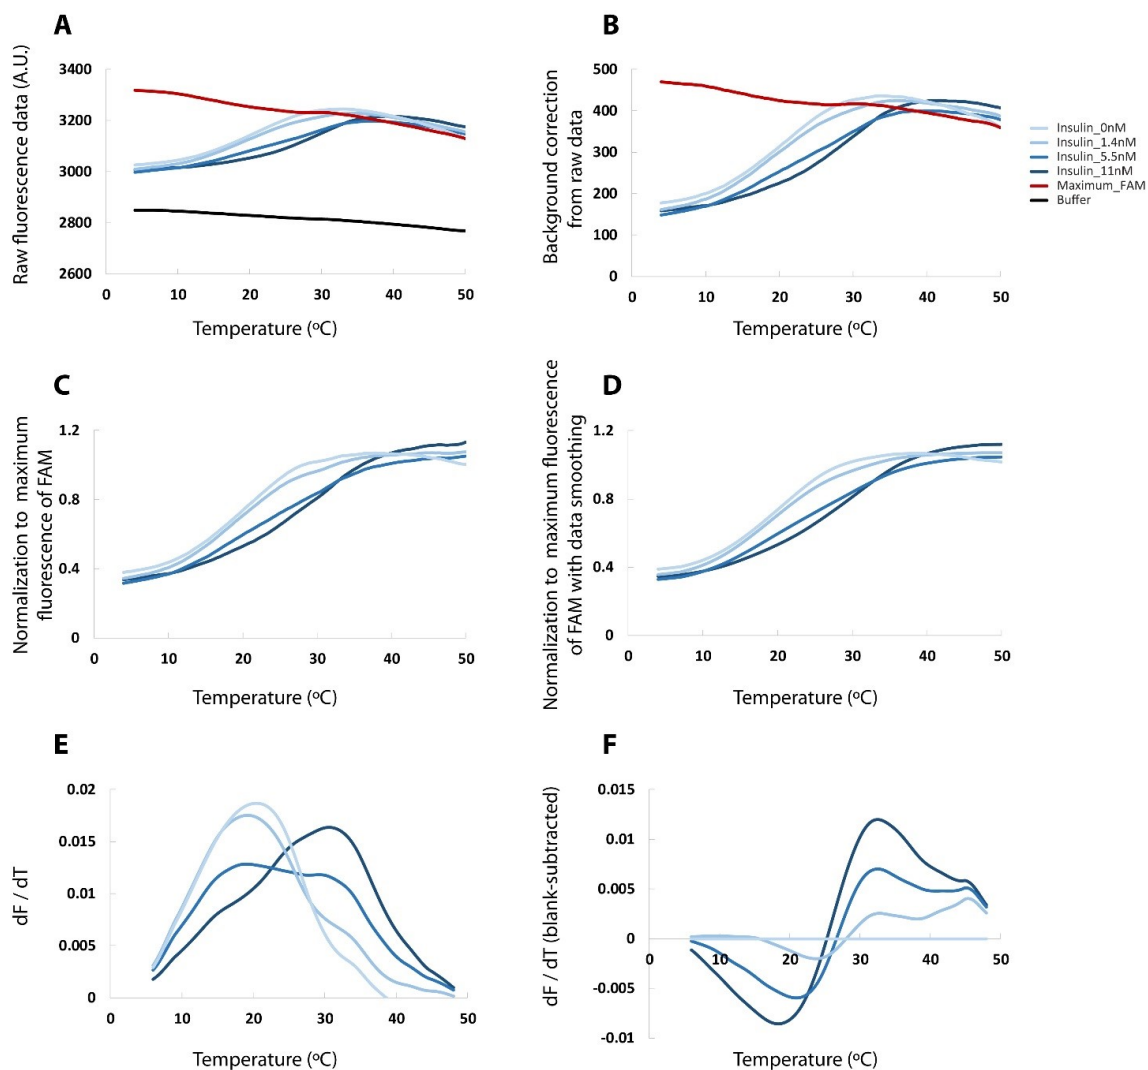 A
Raw fluorescence data (A.U.)
3400
3200
3000
2800
2600
0 10 20 30 40 50
Temperature (ºC)
B
Background correction
from raw data
500
400
300
200
100
0
0 10 20 30 40 50
Temperature (ºC)
Insulin_0nM
Insulin_1.4nM
Insulin_5.5nM
Insulin_11nM
Maximum_FAM
Buffer
C
Normalization to maximum
fluorescence of FAM
1.2
0.8
0.4
0
0 10 20 30 40 50
Temperature (ºC)
D
Normalization to maximum fluorescence
of FAM with data smoothing
1.2
0.8
0.4
0
0 10 20 30 40 50
Temperature (ºC)
E
dF / dT
0.02
0.015
0.01
0.005
0
0 10 20 30 40 50
Temperature (ºC)
F
dF / dT (blank-subtracted)
0.015
0.01
0.005
0
-0.005
-0.01
0 10 20 30 40 50
Temperature (ºC)